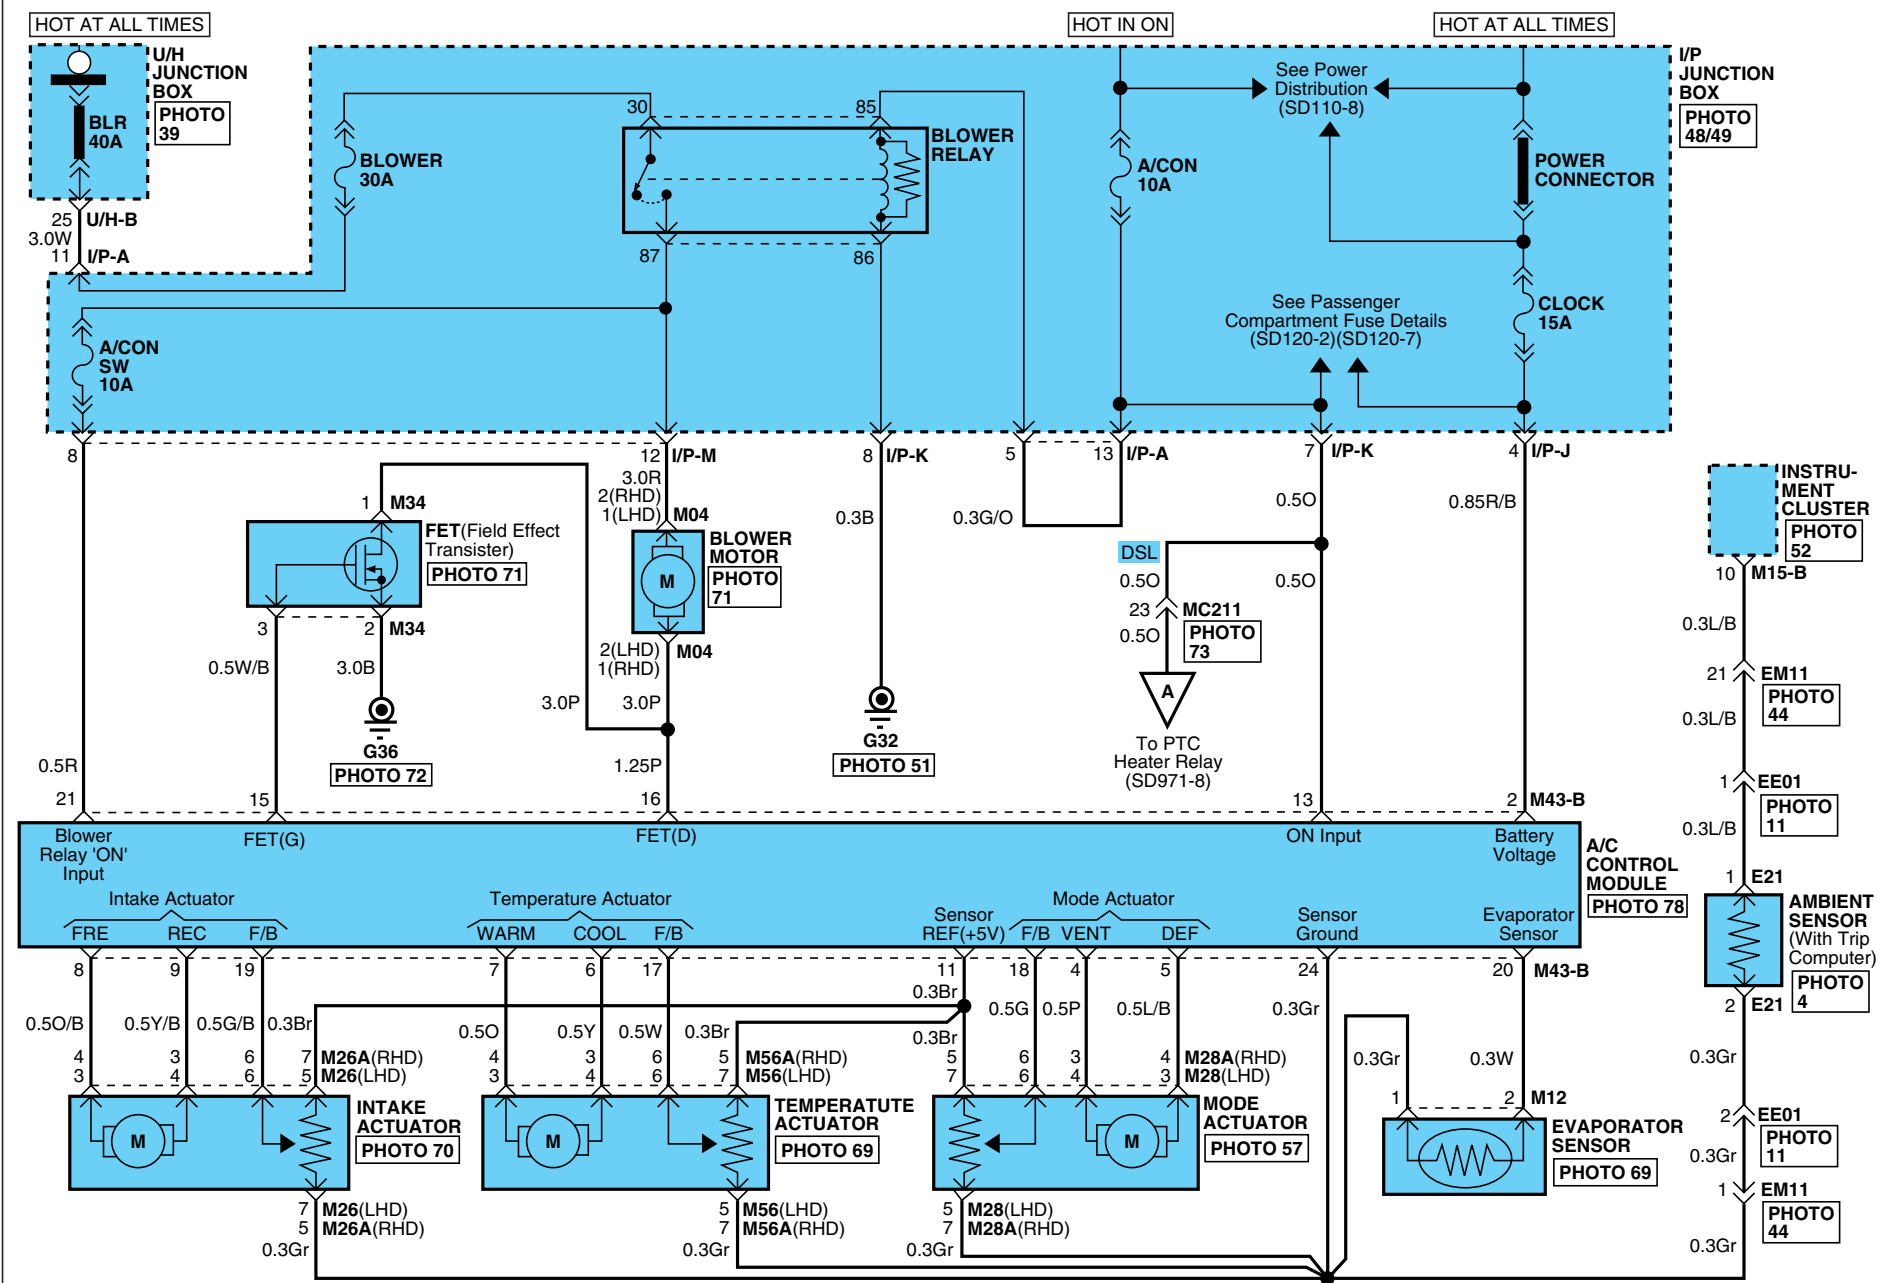 HOT AT ALL TIMES
HOT IN ON
HOT AT ALL TIMES
U/H
JUNCTION
BOX
PHOTO
39
BLR
40A
25 U/H-B
3.0W
11 I/P-A
BLOWER
30A
30
85
BLOWER
RELAY
87
86
A/CON
10A
See Power
Distribution
(SD110-8)
POWER
CONNECTOR
I/P
JUNCTION
BOX
PHOTO
48/49
See Passenger
Compartment Fuse Details
(SD120-2)(SD120-7)
CLOCK
15A
A/CON
SW
10A
8
12 I/P-M
8 I/P-K
5
13 I/P-A
7 I/P-K
4 I/P-J
1 M34
FET(Field Effect
Transister)
PHOTO 71
3
2 M34
0.5W/B
3.0B
G36
PHOTO 72
3.0R
2(RHD)
1(LHD)
M04
BLOWER
MOTOR
PHOTO
71
M
2(LHD)
1(RHD)
M04
3.0P
3.0P
1.25P
0.3B
G32
PHOTO 51
0.3G/O
DSL
0.5O
23 MC211
PHOTO
73
0.5O
A
To PTC
Heater Relay
(SD971-8)
0.5O
0.5O
0.85R/B
INSTRU-
MENT
CLUSTER
PHOTO
52
10 M15-B
0.3L/B
21 EM11
PHOTO
44
0.3L/B
1 EE01
PHOTO
11
0.3L/B
1 E21
AMBIENT
SENSOR
(With Trip
Computer)
PHOTO
4
2 E21
0.3Gr
2 EE01
PHOTO
11
0.3Gr
1 EM11
PHOTO
44
0.3Gr
0.5R
21
15
16
13
2 M43-B
Blower
Relay 'ON'
Input
FET(G)
FET(D)
ON Input
Battery
Voltage
A/C
CONTROL
MODULE
PHOTO 78
Intake Actuator
FRE REC F/B
Temperature Actuator
WARM COOL F/B
Sensor
REF(+5V)
Mode Actuator
F/B VENT DEF
Sensor
Ground
Evaporator
Sensor
8 9 19 7 6 17 11 18 4 5 24 20 M43-B
0.5O/B 0.5Y/B 0.5G/B 0.3Br
4 3 6 7 M26A(RHD)
3 4 6 5 M26(LHD)
M
INTAKE
ACTUATOR
PHOTO 70
7 M26(LHD)
5 M26A(RHD)
0.3Gr
0.5O 0.5Y 0.5W 0.3Br
4 3 6 5 M56A(RHD)
3 4 6 7 M56(LHD)
M
TEMPERATUTE
ACTUATOR
PHOTO 69
5 M56(LHD)
7 M56A(RHD)
0.3Gr
0.3Br
0.3Br 0.5G 0.5P 0.5L/B
5 6 3 4 M28A(RHD)
7 6 4 3 M28(LHD)
M
MODE
ACTUATOR
PHOTO 57
5 M28(LHD)
7 M28A(RHD)
0.3Gr
0.3Gr
0.3Gr
0.3W
1 2 M12
EVAPORATOR
SENSOR
PHOTO 69